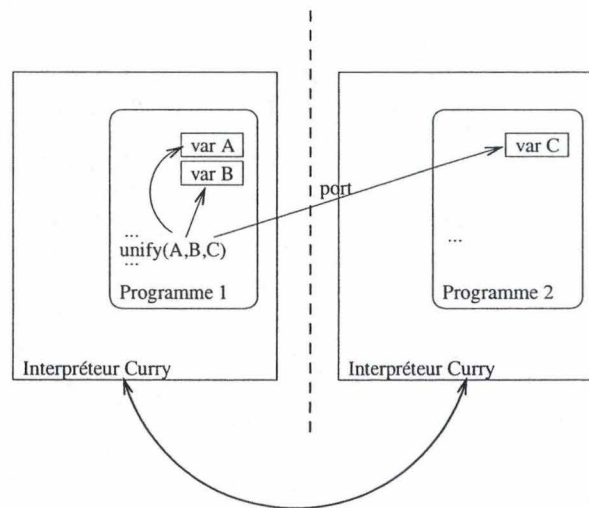 var A
var B
...
unify(A,B,C)
...
Programme 1
Interpréteur Curry
port
var C
...
Programme 2
Interpréteur Curry